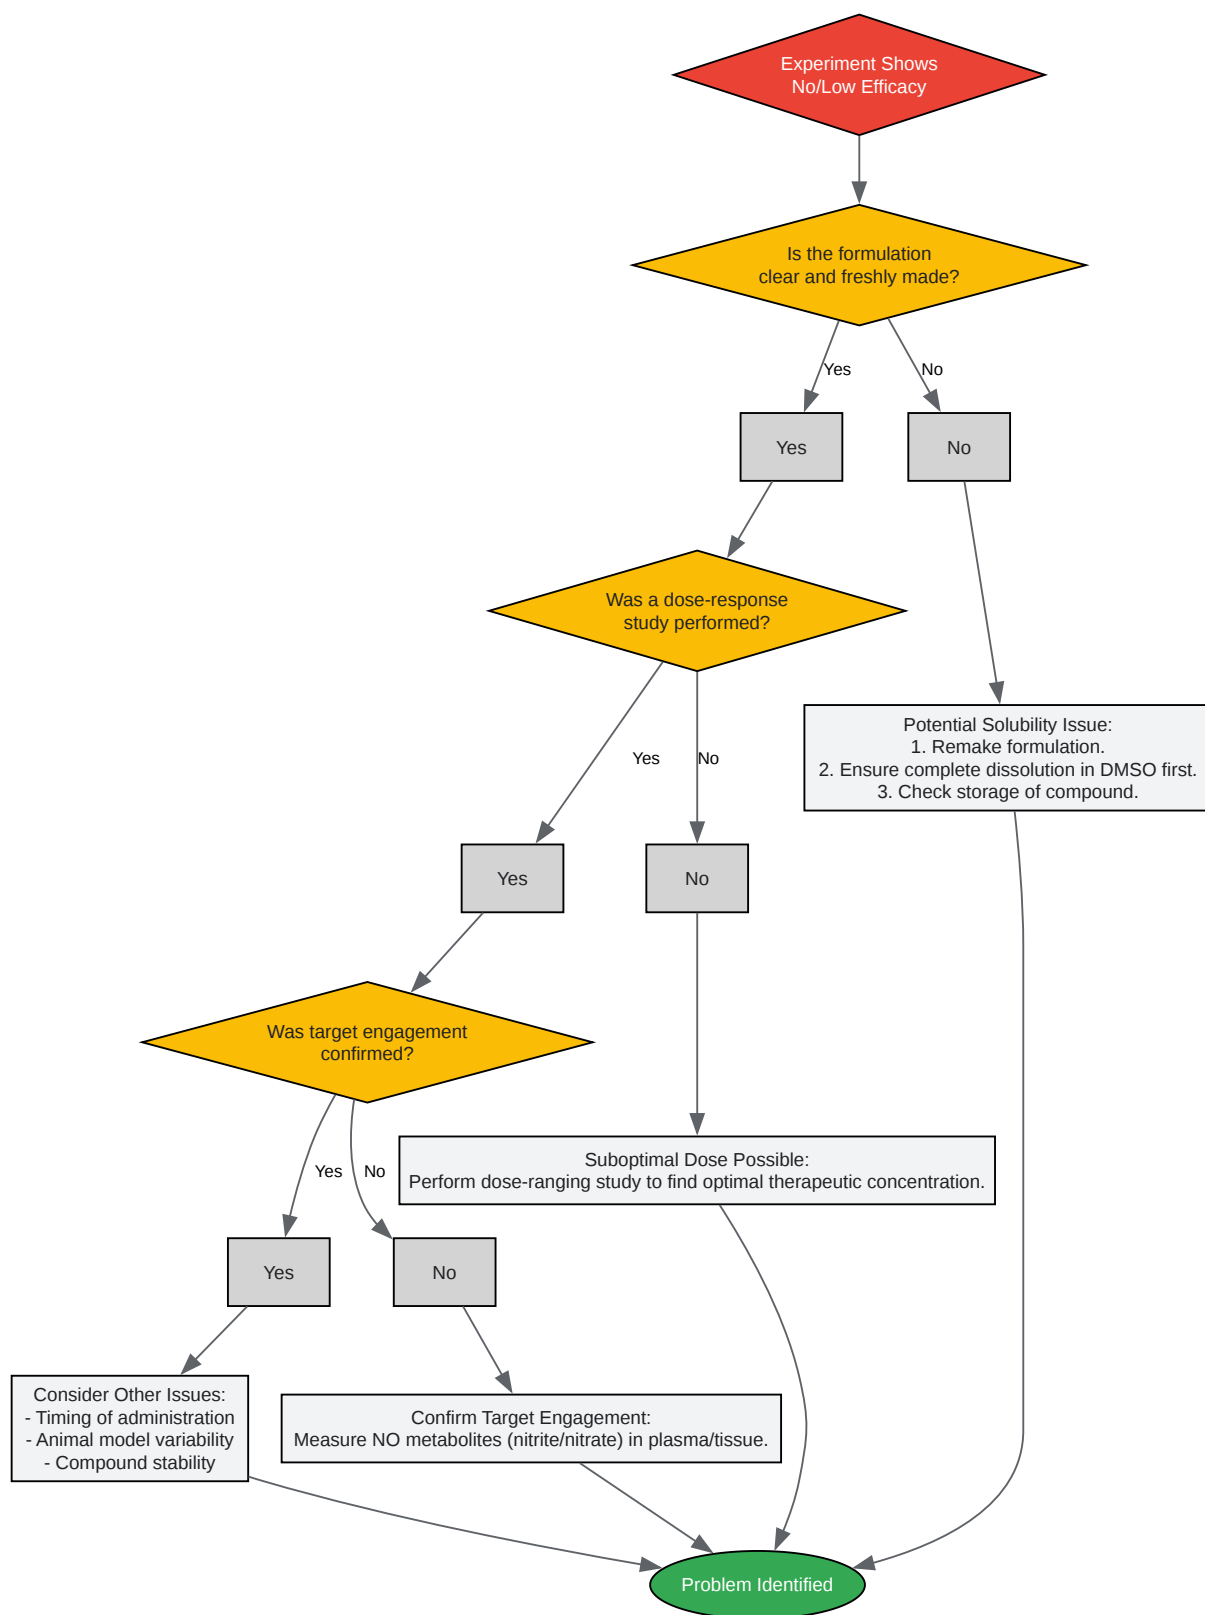 Experiment Shows
No/Low Efficacy
Is the formulation
clear and freshly made?
Yes
No
Yes
No
Was a dose-response
study performed?
Potential Solubility Issue:
1. Remake formulation.
2. Ensure complete dissolution in DMSO first.
3. Check storage of compound.
Yes
No
Yes
No
Was target engagement
confirmed?
Yes
No
Suboptimal Dose Possible:
Perform dose-ranging study to find optimal therapeutic concentration.
Yes
No
Consider Other Issues:
- Timing of administration
- Animal model variability
- Compound stability
Confirm Target Engagement:
Measure NO metabolites (nitrite/nitrate) in plasma/tissue.
Problem Identified